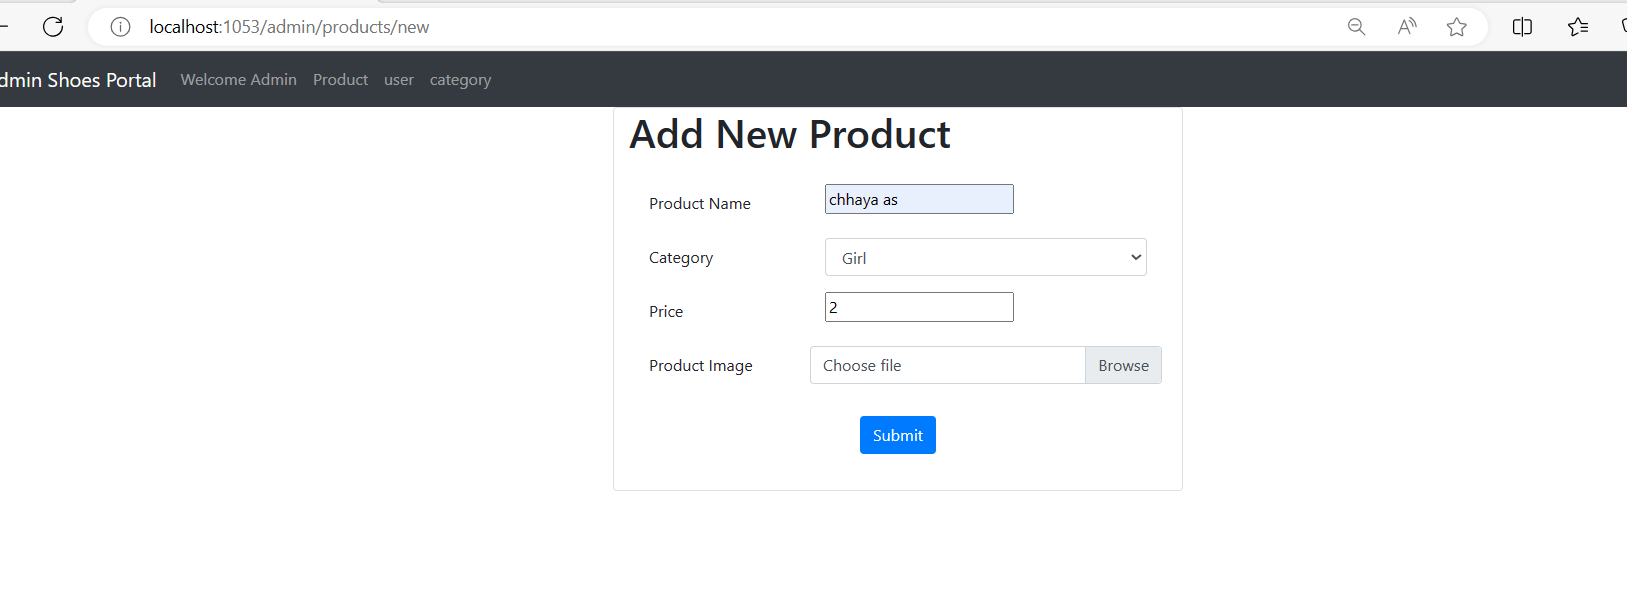 localhost:1053/admin/products/new
dmin Shoes Portal Welcome Admin Product user category
Add New Product
Product Name chhaya as
Category Girl
Price 2
Product Image Choose file Browse
Submit